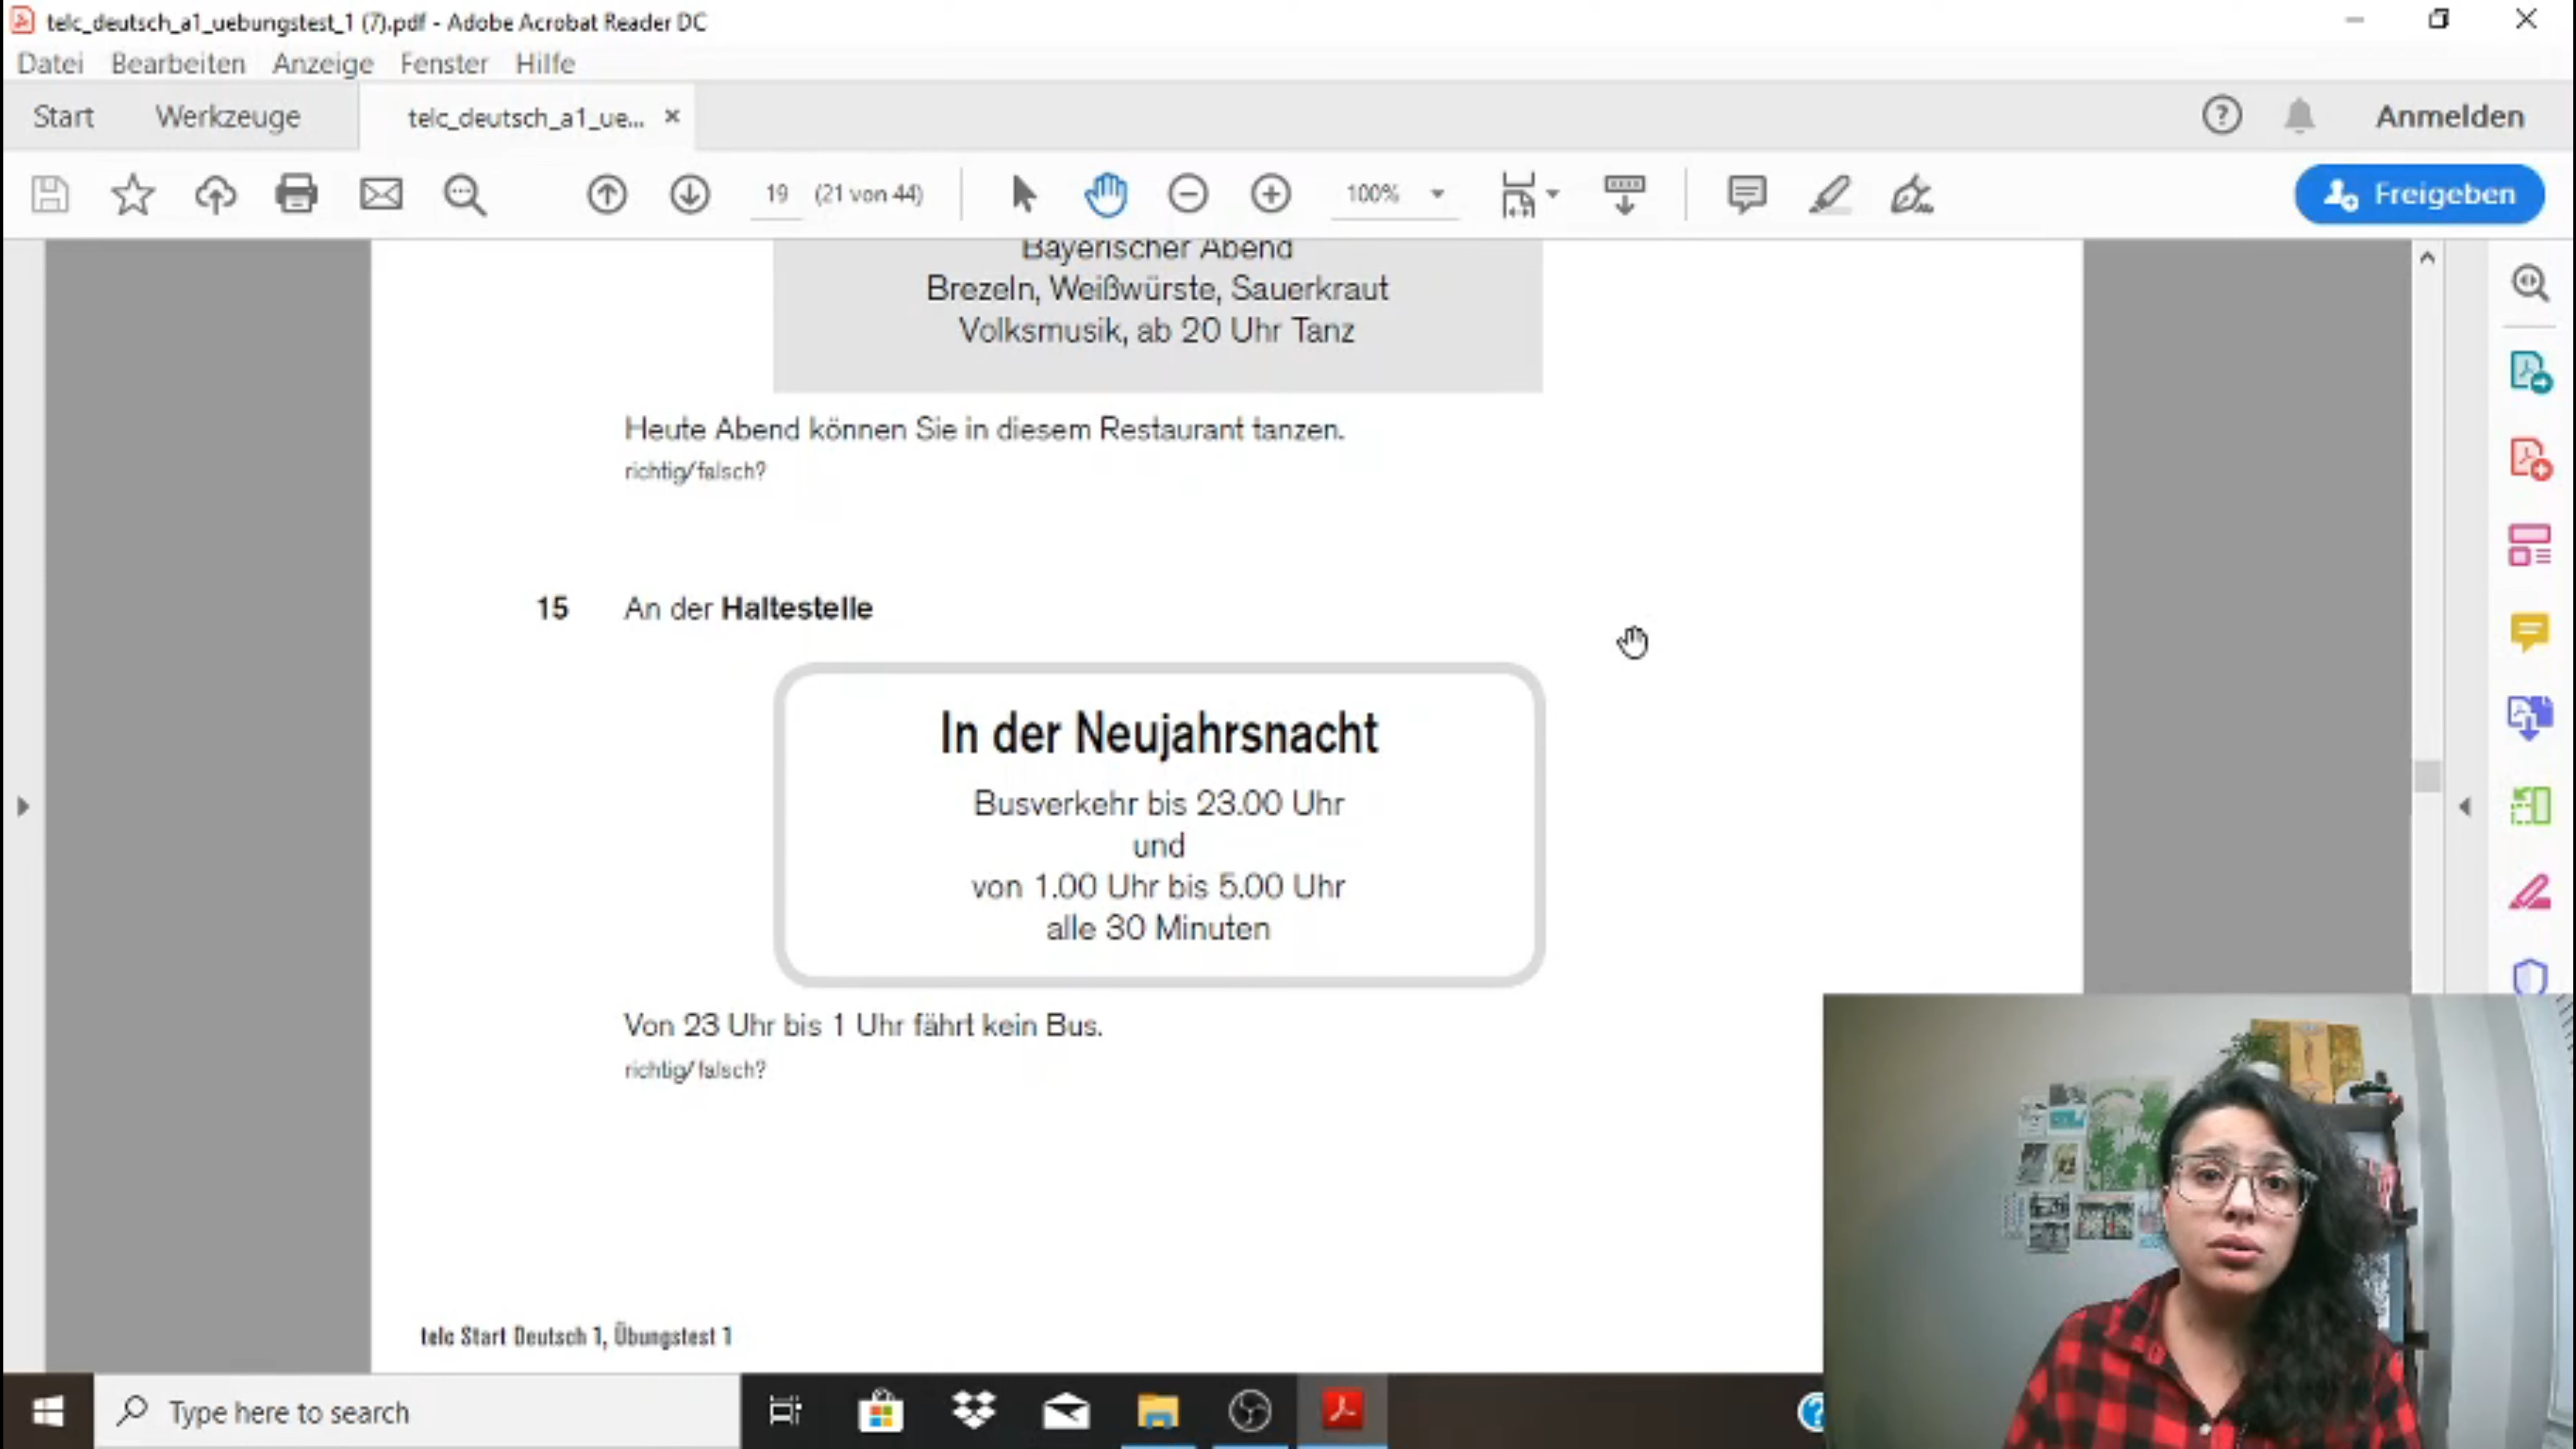 telc_deutsch_a1_uebungstest_1 (7).pdf - Adobe Acrobat Reader DC
Datei Bearbeiten Anzeige Fenster Hilfe
Start Werkzeuge telc_deutsch_a1_ue... Anmelden
19 (21 von 44) 100% Freigeben
Bayerischer Abend
Brezeln, Weißwürste, Sauerkraut
Volksmusik, ab 20 Uhr Tanz
Heute Abend können Sie in diesem Restaurant tanzen.
richtig/falsch?
15 An der Haltestelle
In der Neujahrsnacht
Busverkehr bis 23.00 Uhr
und
von 1.00 Uhr bis 5.00 Uhr
alle 30 Minuten
Von 23 Uhr bis 1 Uhr fährt kein Bus.
richtig/falsch?
telc Start Deutsch 1, Übungstest 1
Type here to search